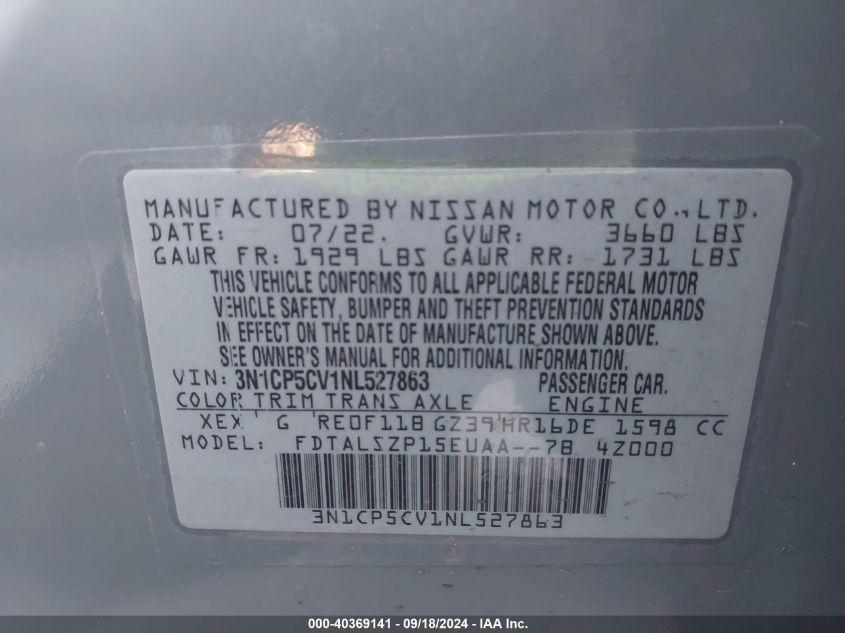 MANUFACTURED BY NISSAN MOTOR CO., LTD.
DATE: 07/22. GVWR: 3660 LBS
GAWR FR: 1929 LBS GAWR RR: 1731 LBS
THIS VEHICLE CONFORMS TO ALL APPLICABLE FEDERAL MOTOR
VEHICLE SAFETY, BUMPER AND THEFT PREVENTION STANDARDS
IN EFFECT ON THE DATE OF MANUFACTURE SHOWN ABOVE.
SEE OWNER'S MANUAL FOR ADDITIONAL INFORMATION.
VIN: 3N1CP5CV1NL527863 PASSENGER CAR.
COLOR TRIM TRANS AXLE ENGINE
XEX G RE0F11B GZ39 HR16DE 1598 CC
MODEL: FDTALSZP15EUAA--7B 4Z000
3N1CP5CV1NL527863
000-40369141 - 09/18/2024 - IAA Inc.